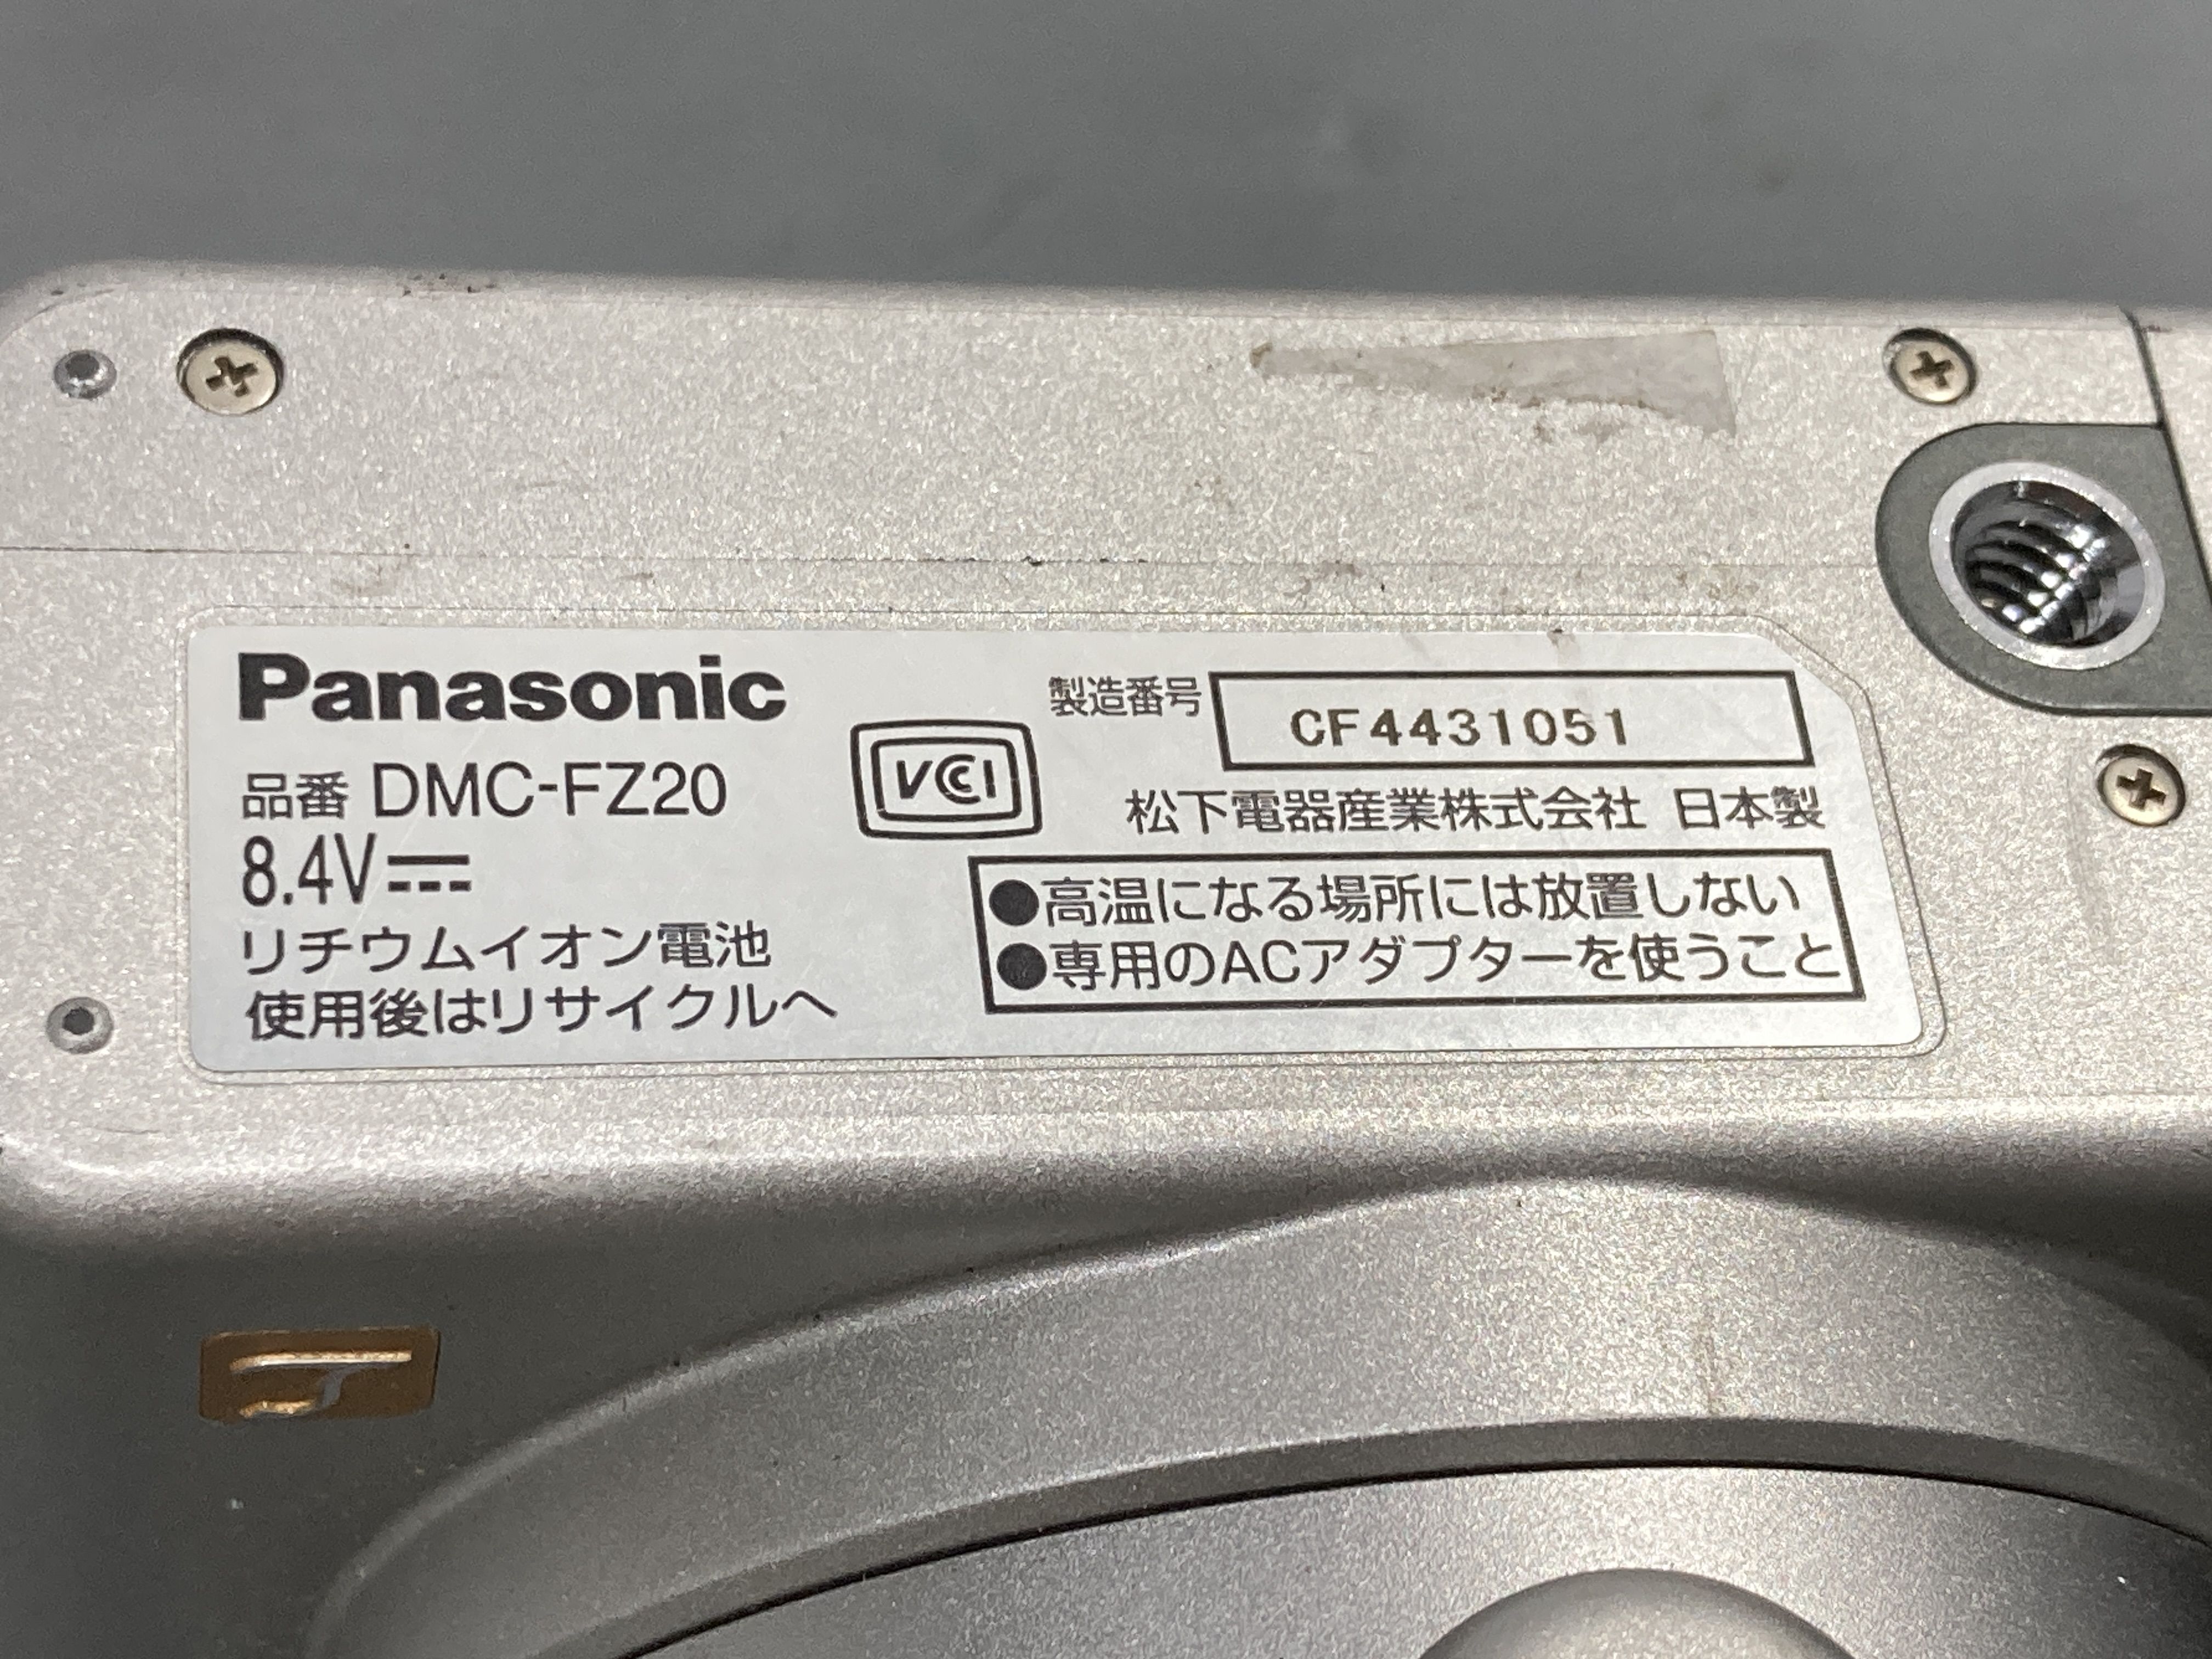 Panasonic
品番 DMC-FZ20
8.4V
リチウムイオン電池
使用後はリサイクルへ
VCCI
製造番号 CF4431051
松下電器産業株式会社 日本製
●高温になる場所には放置しない
●専用のACアダプターを使うこと